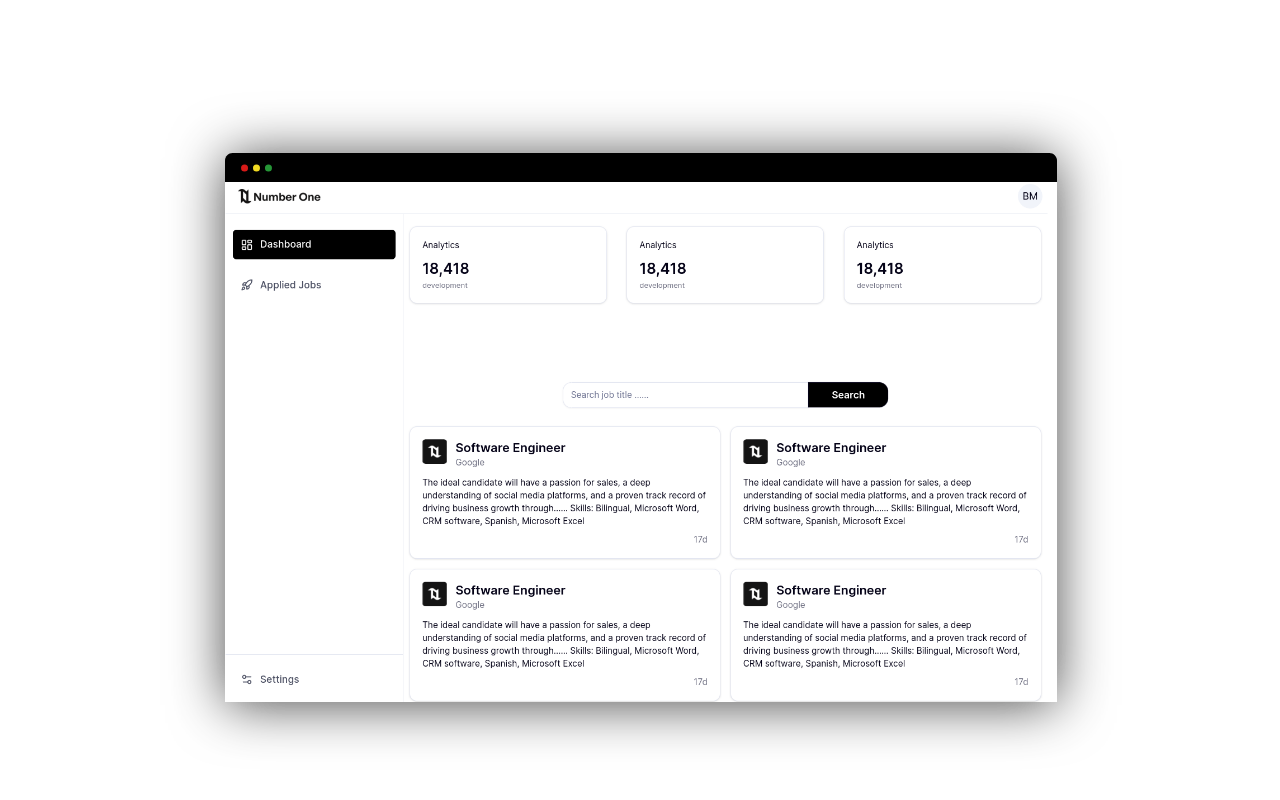 Number One
BM
Dashboard
Applied Jobs
Settings
Analytics
18,418
development
Analytics
18,418
development
Analytics
18,418
development
Search job title ......
Search
Software Engineer
Google
The ideal candidate will have a passion for sales, a deep
understanding of social media platforms, and a proven track record of
driving business growth through...... Skills: Bilingual, Microsoft Word,
CRM software, Spanish, Microsoft Excel
17d
Software Engineer
Google
The ideal candidate will have a passion for sales, a deep
understanding of social media platforms, and a proven track record of
driving business growth through...... Skills: Bilingual, Microsoft Word,
CRM software, Spanish, Microsoft Excel
17d
Software Engineer
Google
The ideal candidate will have a passion for sales, a deep
understanding of social media platforms, and a proven track record of
driving business growth through...... Skills: Bilingual, Microsoft Word,
CRM software, Spanish, Microsoft Excel
17d
Software Engineer
Google
The ideal candidate will have a passion for sales, a deep
understanding of social media platforms, and a proven track record of
driving business growth through...... Skills: Bilingual, Microsoft Word,
CRM software, Spanish, Microsoft Excel
17d